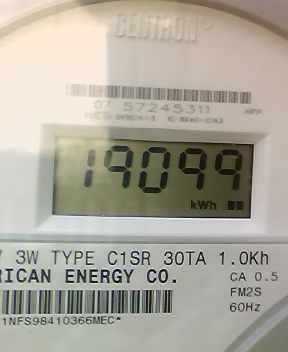 CENTRON®
07 57245311
19099
kWh
V 3W TYPE C1SR 30TA 1.0Kh
RICAN ENERGY CO.
CA 0.5
FM2S
60Hz
1NFS98410366MEC*